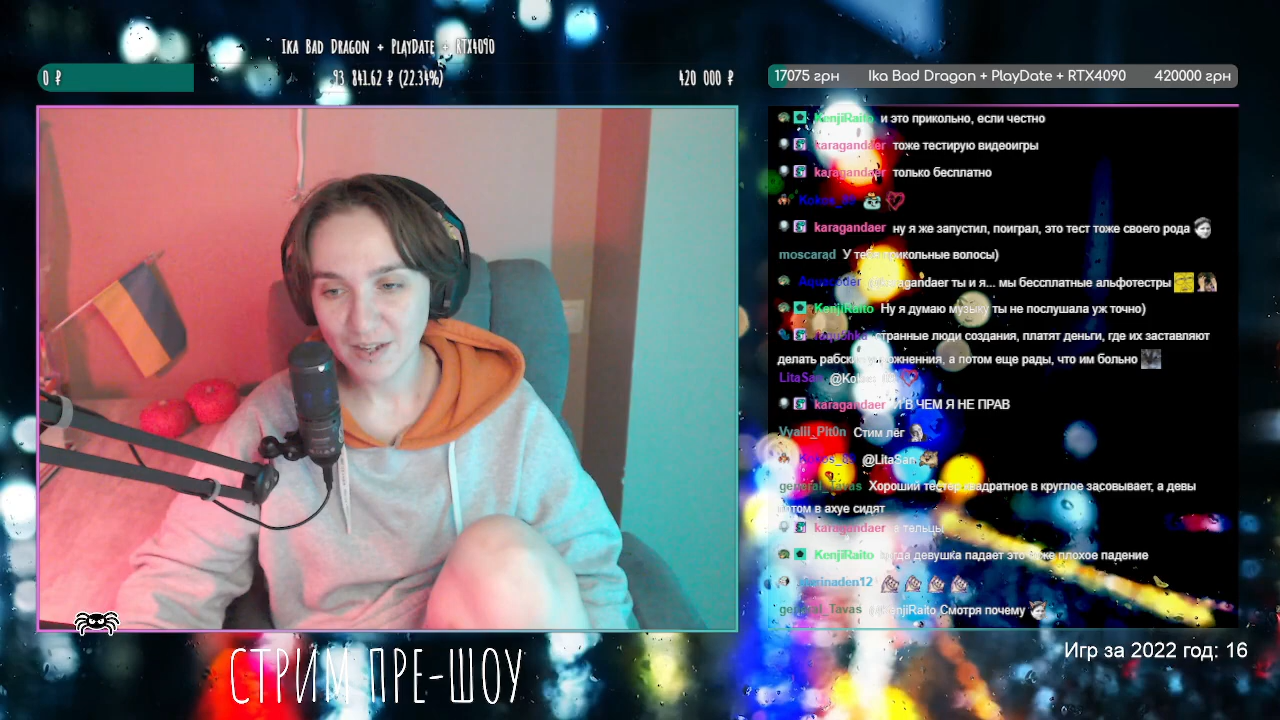 Ika Bad Dragon + PlayDate + RTX4090
0 ₽ 93 841.62 ₽ (22.34%) 420 000 ₽
17075 грн Ika Bad Dragon + PlayDate + RTX4090 420000 грн
KenjiRaito и это прикольно, если честно
karagandaer тоже тестирую видеоигры
karagandaer только бесплатно
karagandaer ну я же запустил, поиграл, это тест тоже своего рода
moscarad У тебя прикольные волосы)
Aquacoder @karagandaer ты и я... мы бессплатные альфотестры
KenjiRaito Ну я думаю музыку ты не послушала уж точно)
странные люди создания, платят деньги, где их заставляют
делать рабские, а потом еще рады, что им больно
LitaSan
karagandaer Я В ЧЕМ Я НЕ ПРАВ
Vyalii_Plt0n Стим лёг
@LitaSan
general_Tavas Хороший тестер квадратное в круглое засовывает, а девы
потом в ахуе сидят
karagandaer а тельцы
KenjiRaito когда девушка падает это тоже плохое падение
general_Tavas @KenjiRaito Смотря почему
СТРИМ ПРЕ-ШОУ
Игр за 2022 год: 16